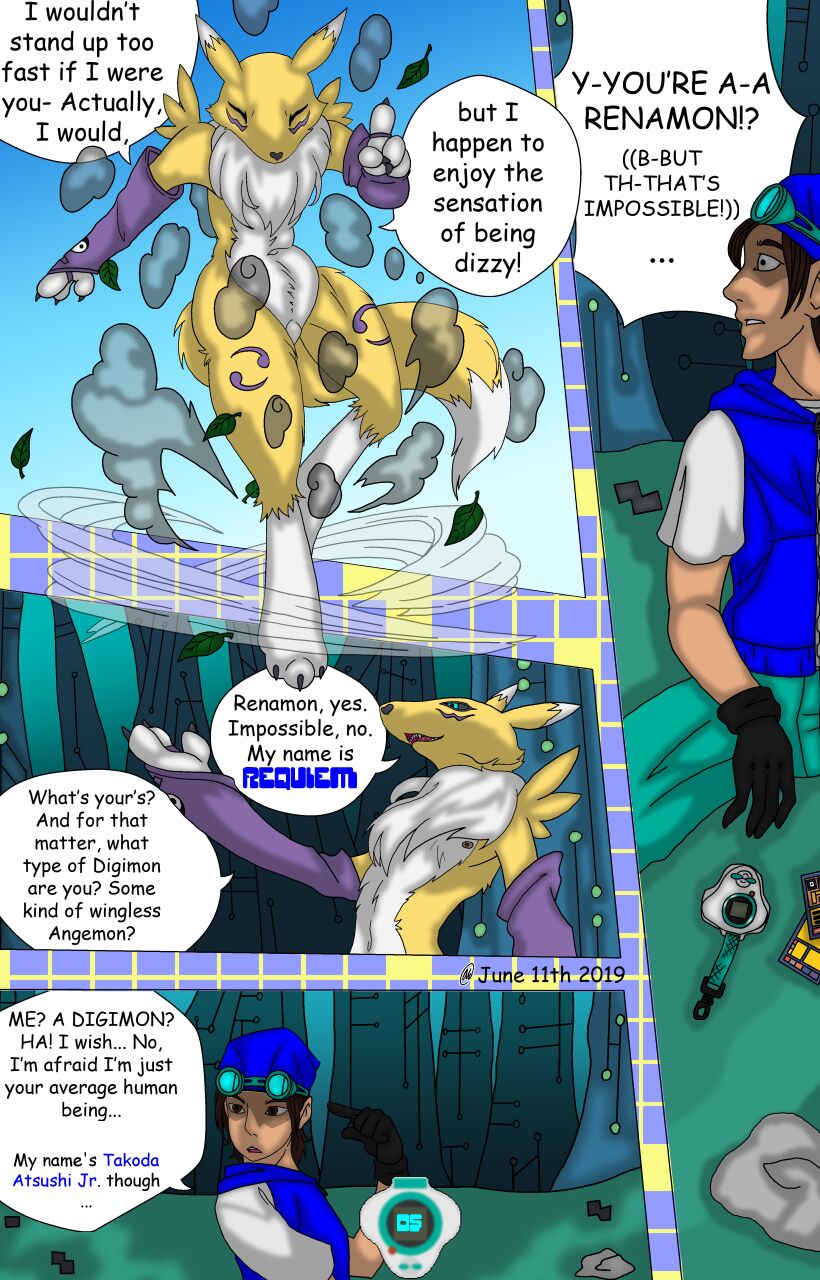 I wouldn't
stand up too
fast if I were
you- Actually,
I would,
but I
happen to
enjoy the
sensation
of being
dizzy!
Y-YOU'RE A-A
RENAMON!?
((B-BUT
TH-THAT'S
IMPOSSIBLE!))
...
Renamon, yes.
Impossible, no.
My name is
REQUIEM
What's your's?
And for that
matter, what
type of Digimon
are you? Some
kind of wingless
Angemon?
June 11th 2019
ME? A DIGIMON?
HA! I wish... No,
I'm afraid I'm just
your average human
being...
My name's Takoda
Atsushi Jr. though
...
05